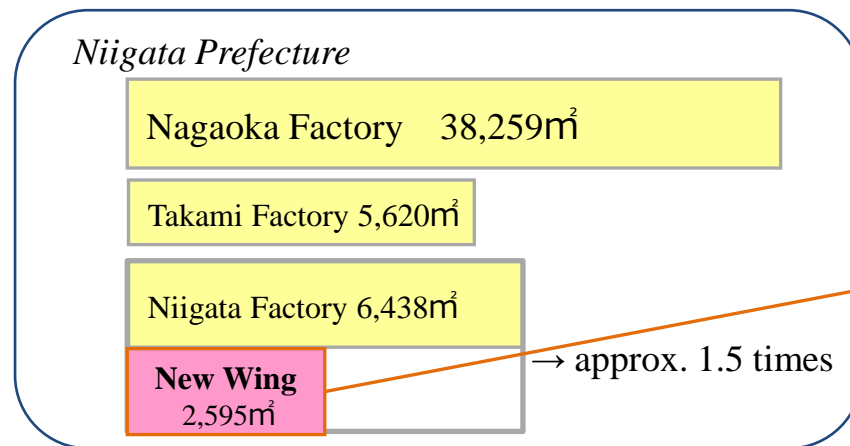 Niigata Prefecture
Nagaoka Factory 38,259㎡
Takami Factory 5,620㎡
Niigata Factory 6,438㎡
→ approx. 1.5 times
New Wing
2,595㎡